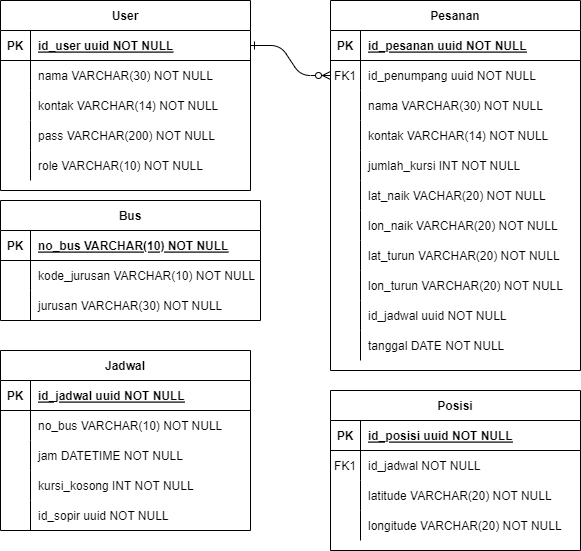 User
PK id_user uuid NOT NULL
nama VARCHAR(30) NOT NULL
kontak VARCHAR(14) NOT NULL
pass VARCHAR(200) NOT NULL
role VARCHAR(10) NOT NULL
Bus
PK no_bus VARCHAR(10) NOT NULL
kode_jurusan VARCHAR(10) NOT NULL
jurusan VARCHAR(30) NOT NULL
Jadwal
PK id_jadwal uuid NOT NULL
no_bus VARCHAR(10) NOT NULL
jam DATETIME NOT NULL
kursi_kosong INT NOT NULL
id_sopir uuid NOT NULL
Pesanan
PK id_pesanan uuid NOT NULL
FK1 id_penumpang uuid NOT NULL
nama VARCHAR(30) NOT NULL
kontak VARCHAR(14) NOT NULL
jumlah_kursi INT NOT NULL
lat_naik VACHAR(20) NOT NULL
lon_naik VARCHAR(20) NOT NULL
lat_turun VARCHAR(20) NOT NULL
lon_turun VARCHAR(20) NOT NULL
id_jadwal uuid NOT NULL
tanggal DATE NOT NULL
Posisi
PK id_posisi uuid NOT NULL
FK1 id_jadwal NOT NULL
latitude VARCHAR(20) NOT NULL
longitude VARCHAR(20) NOT NULL